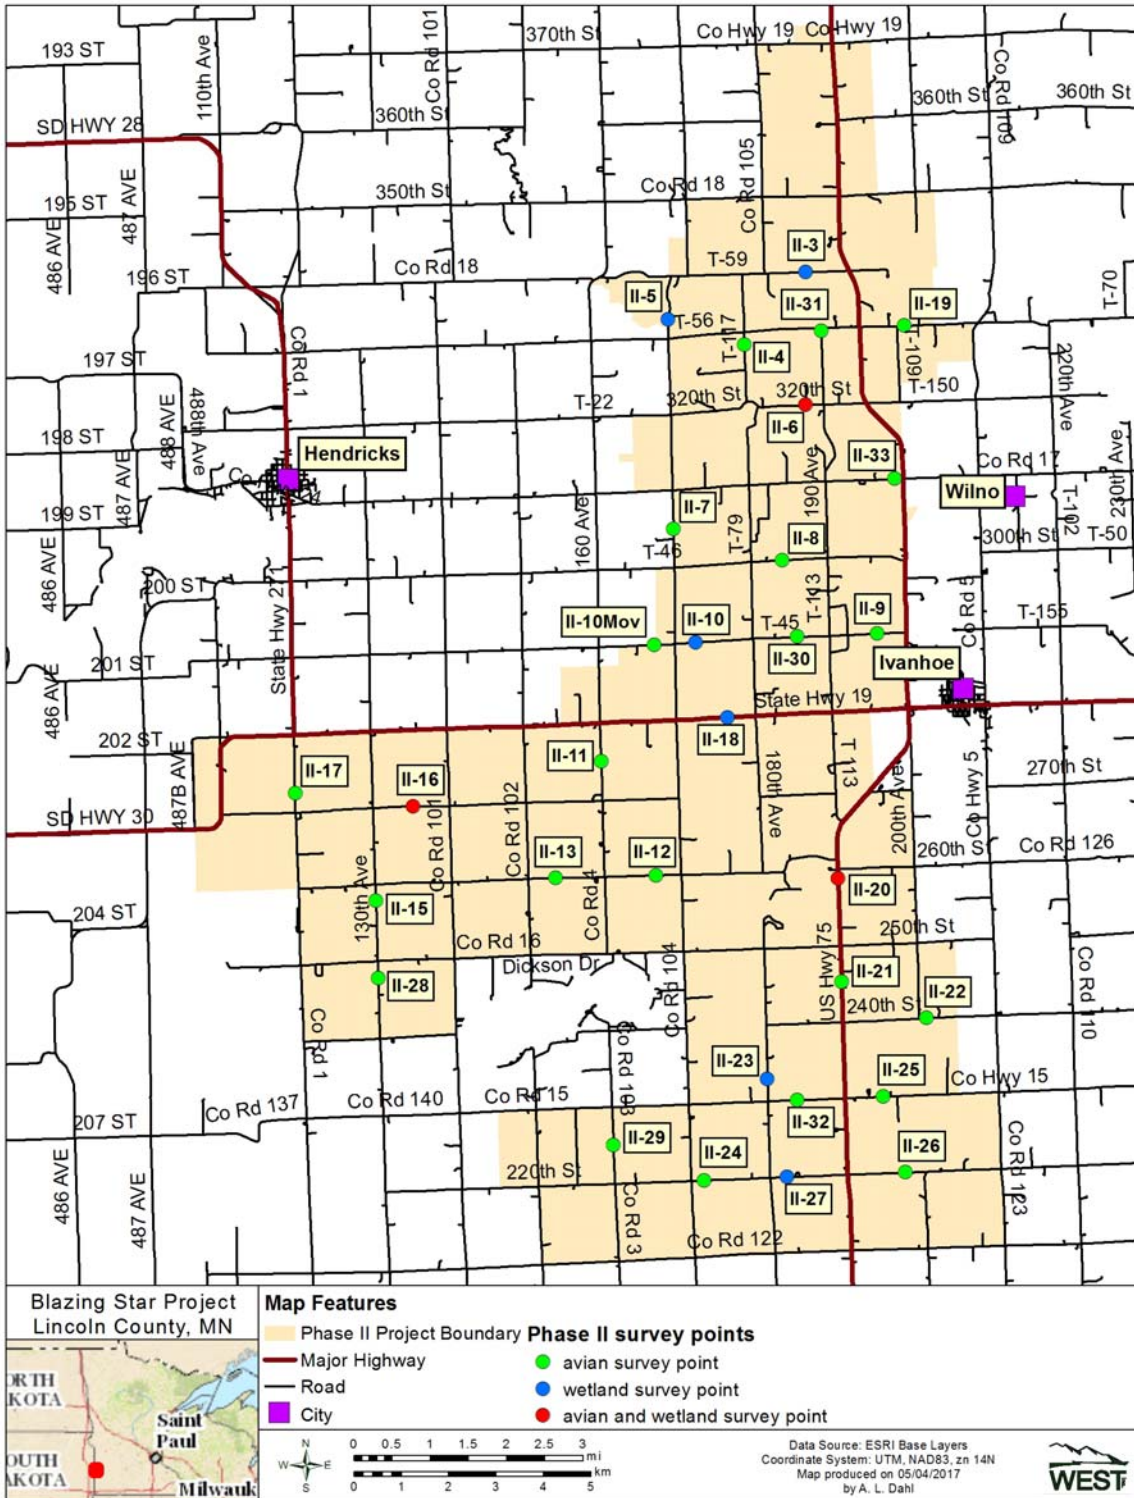 Co Rd 101
370th St
Co Hwy 19
Co Hwy 19
193 ST
110th Ave
Co Rd 109
360th St
360th St
360th St
SD HWY 28
Co Rd 105
350th St
Co Rd 18
195 ST
487 AVE
486 AVE
II-3
T-59
Co Rd 18
196 ST
T-70
II-5
II-31
II-19
T-56
T-117
II-4
T-160
Co Rd 1
197 ST
220th Ave
320th St
320th St
T-150
T-22
488 AVE
488th Ave
II-6
230th Ave
198 ST
Hendricks
II-33
Co Rd 17
487 AVE
190 Ave
Wilno
II-7
199 ST
160 Ave
T-79
T-102
300th St
T-50
T-46
II-8
486 AVE
200 ST
T-113
State Hwy 271
II-10Mov
II-10
T-45
II-9
Co Rd 5
T-155
II-30
Ivanhoe
201 ST
486 AVE
State Hwy 19
202 ST
II-18
487B AVE
II-17
II-16
II-11
180th Ave
T 113
270th St
Co Hwy 5
SD HWY 30
Co Rd 101
Co Rd 102
200th Ave
260th S
Co Rd 126
II-13
II-12
130th Ave
Co Rd 4
II-20
204 ST
II-15
250th St
Co Rd 16
Dickson Dr
Co Rd 104
US Hwy 75
II-21
II-28
II-22
240th S
Co Rd 110
Co Rd 1
Co Rd 103
II-23
II-25
Co Hwy 15
Co Rd 137
Co Rd 140
Co Rd 15
207 ST
II-32
II-29
II-24
II-26
220th St
Co Rd 123
486 AVE
487 AVE
II-27
Co Rd 3
Co Rd 122
Blazing Star Project
Lincoln County, MN
ORTH
KOTA
Saint
Paul
OUTH
AKOTA
Milwauk
Map Features
Phase II Project Boundary
Major Highway
Road
City
Phase II survey points
avian survey point
wetland survey point
avian and wetland survey point
N
W
E
S
0 0.5 1 1.5 2 2.5 3
mi
km
0 1 2 3 4 5
Data Source: ESRI Base Layers
Coordinate System: UTM, NAD83, zn 14N
Map produced on 05/04/2017
by A. L. Dahl
WEST